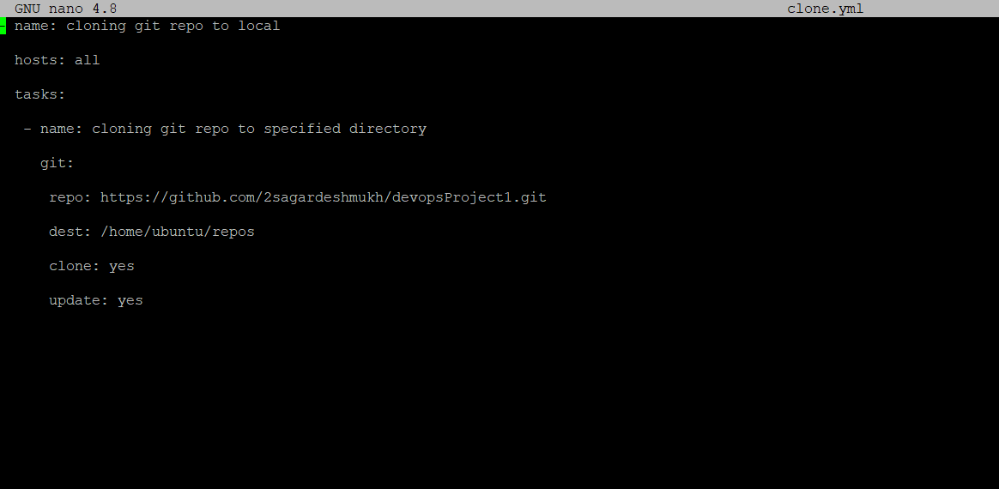 GNU nano 4.8 clone.yml
- name: cloning git repo to local
hosts: all
tasks:
- name: cloning git repo to specified directory
git:
repo: https://github.com/2sagardeshmukh/devopsProject1.git
dest: /home/ubuntu/repos
clone: yes
update: yes